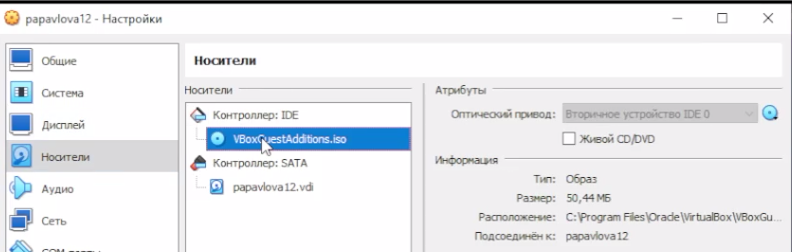 papavlova12 - Настройки
Общие
Система
Дисплей
Носители
Аудио
Сеть
COM-порты
Носители
Носители
Контроллер: IDE
VBoxGuestAdditions.iso
Контроллер: SATA
papavlova12.vdi
Атрибуты
Оптический привод: Вторичное устройство IDE 0
Живой CD/DVD
Информация
Тип: Образ
Размер: 50,44 МБ
Расположение: C:\Program Files\Oracle\VirtualBox\VBoxGu...
Подсоединён к: papavlova12